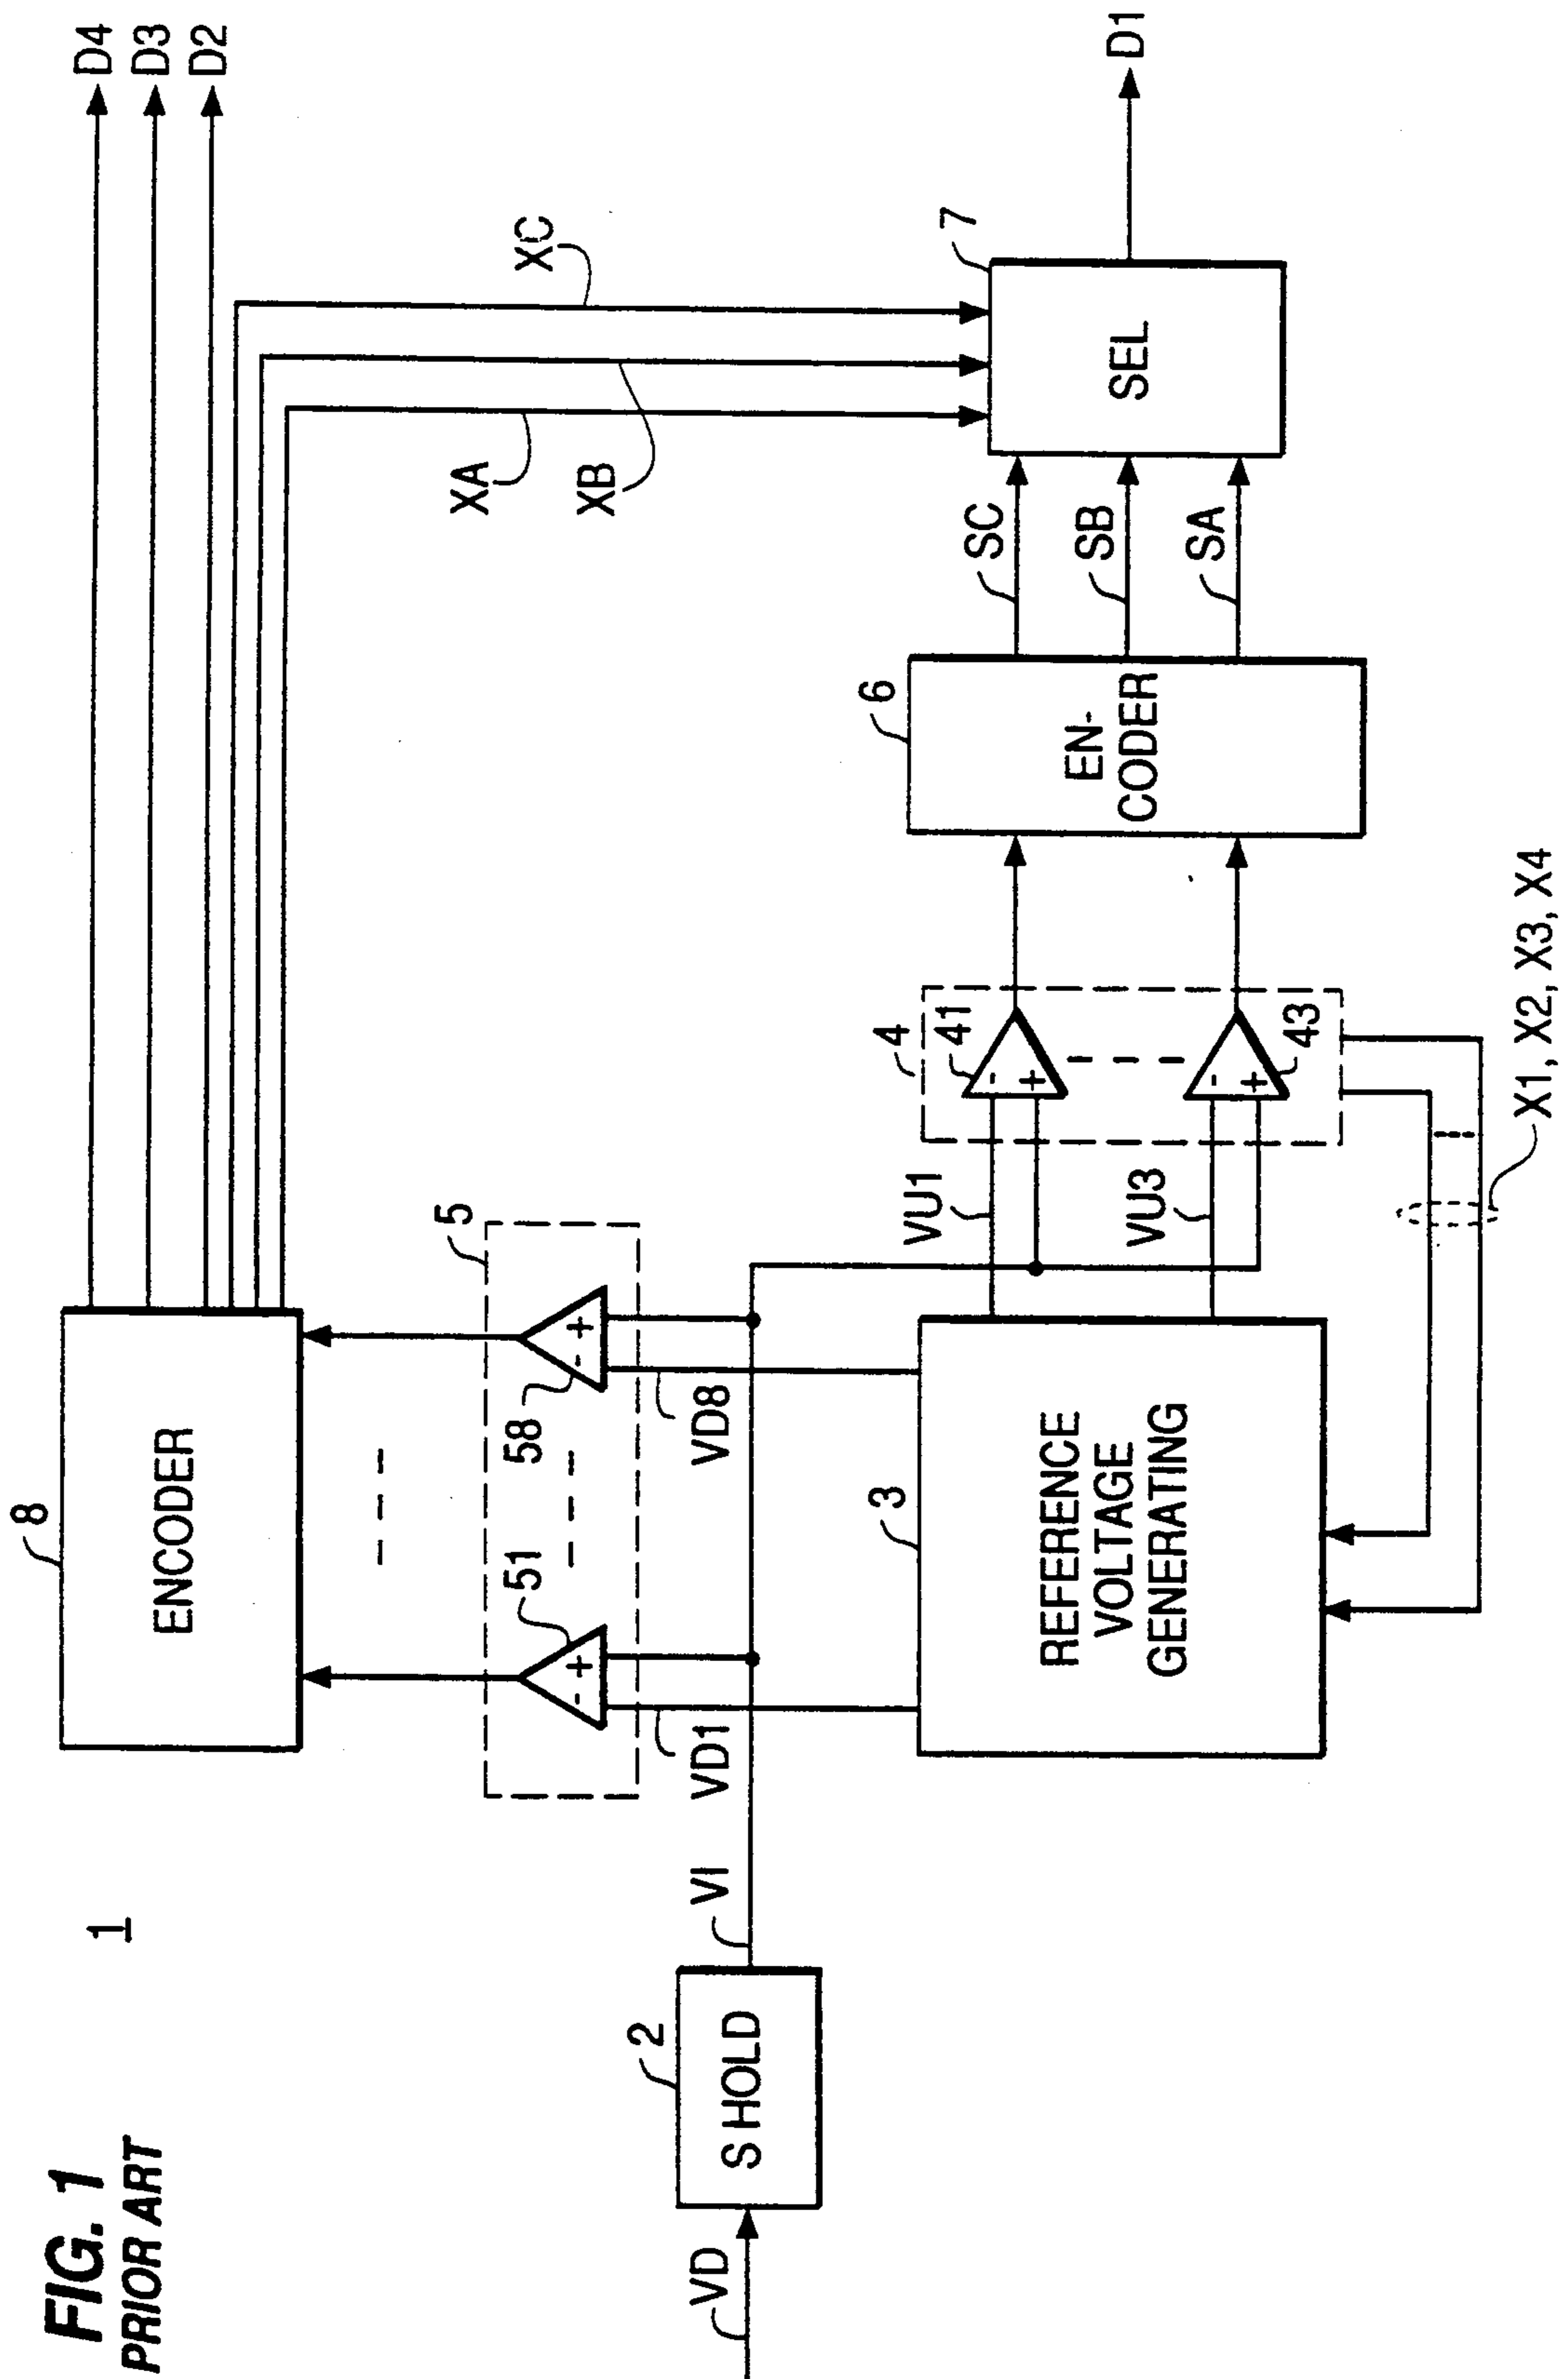 FIG. 1
PRIOR ART
1
8
ENCODER
D4
D3
D2
XC
XA
XB
5
51
58
VD1
VD8
VD
2
S HOLD
VI
3
REFERENCE
VOLTAGE
GENERATING
VU1
VU3
4
41
43
- +
- +
- +
- +
6
EN-
CODER
SC
SB
SA
7
SEL
D1
X1, X2, X3, X4